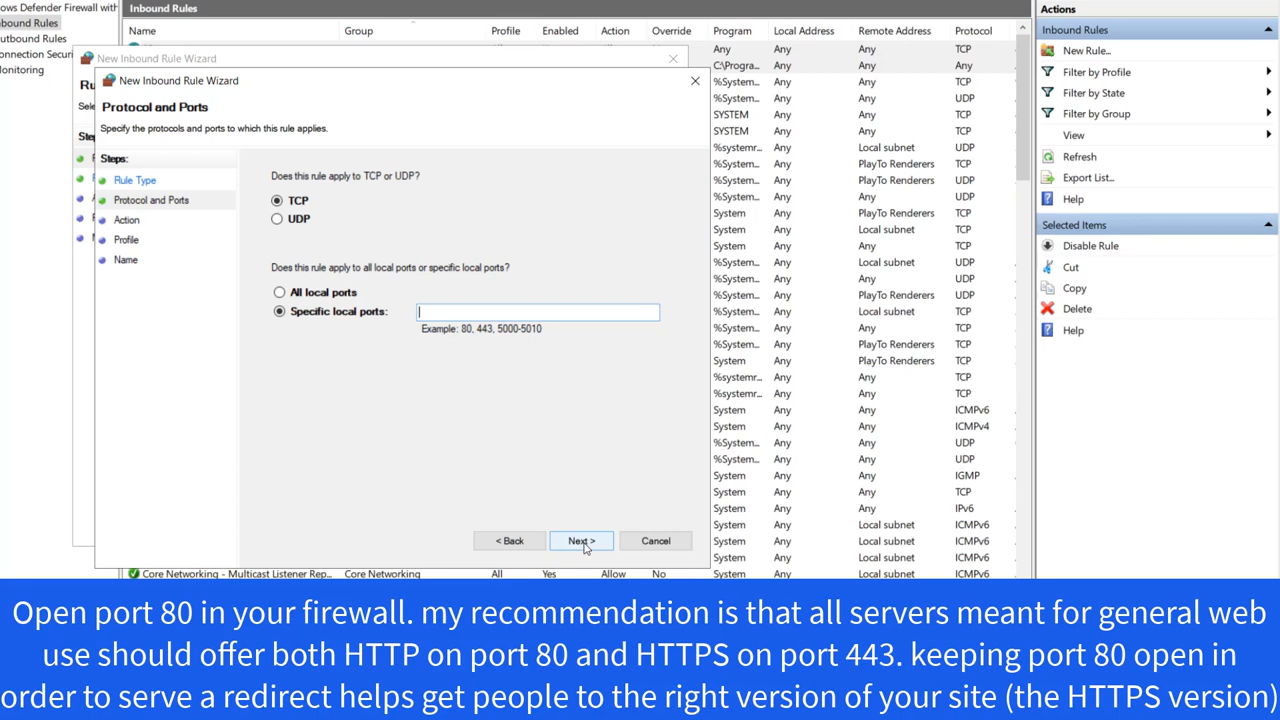 ows Defender Firewall with
bound Rules
utbound Rules
onnection Securi
onitoring
Inbound Rules
Name Group Profile Enabled Action Override Program Local Address Remote Address Protocol
Any Any Any TCP
C:\Progra... Any Any Any
%System... Any Any TCP
%System... Any Any UDP
SYSTEM Any Any TCP
SYSTEM Any Any TCP
%systemr... Any Local subnet UDP
%System... Any PlayTo Renderers TCP
%System... Any PlayTo Renderers UDP
%System... Any Any UDP
System Any PlayTo Renderers TCP
System Any Local subnet TCP
System Any Any TCP
%System... Any Local subnet UDP
%System... Any Any UDP
%System... Any PlayTo Renderers UDP
%System... Any Local subnet TCP
%System... Any Any TCP
%System... Any PlayTo Renderers TCP
System Any PlayTo Renderers TCP
%systemr... Any Any TCP
%systemr... Any Any TCP
System Any Any ICMPv6
System Any Any ICMPv4
%System... Any Any UDP
%System... Any Any UDP
System Any Any IGMP
System Any Any TCP
System Any Any IPv6
System Any Local subnet ICMPv6
System Any Local subnet ICMPv6
System Any Local subnet ICMPv6
Core Networking - Multicast Listener Rep... Core Networking All Yes Allow No System Any Local subnet ICMPv6
New Inbound Rule Wizard
New Inbound Rule Wizard
Protocol and Ports
Specify the protocols and ports to which this rule applies.
Steps:
Rule Type
Protocol and Ports
Action
Profile
Name
Does this rule apply to TCP or UDP?
TCP
UDP
Does this rule apply to all local ports or specific local ports?
All local ports
Specific local ports:
Example: 80, 443, 5000-5010
< Back Next > Cancel
Actions
Inbound Rules
New Rule...
Filter by Profile
Filter by State
Filter by Group
View
Refresh
Export List...
Help
Selected Items
Disable Rule
Cut
Copy
Delete
Help
Open port 80 in your firewall. my recommendation is that all servers meant for general web
use should offer both HTTP on port 80 and HTTPS on port 443. keeping port 80 open in
order to serve a redirect helps get people to the right version of your site (the HTTPS version)